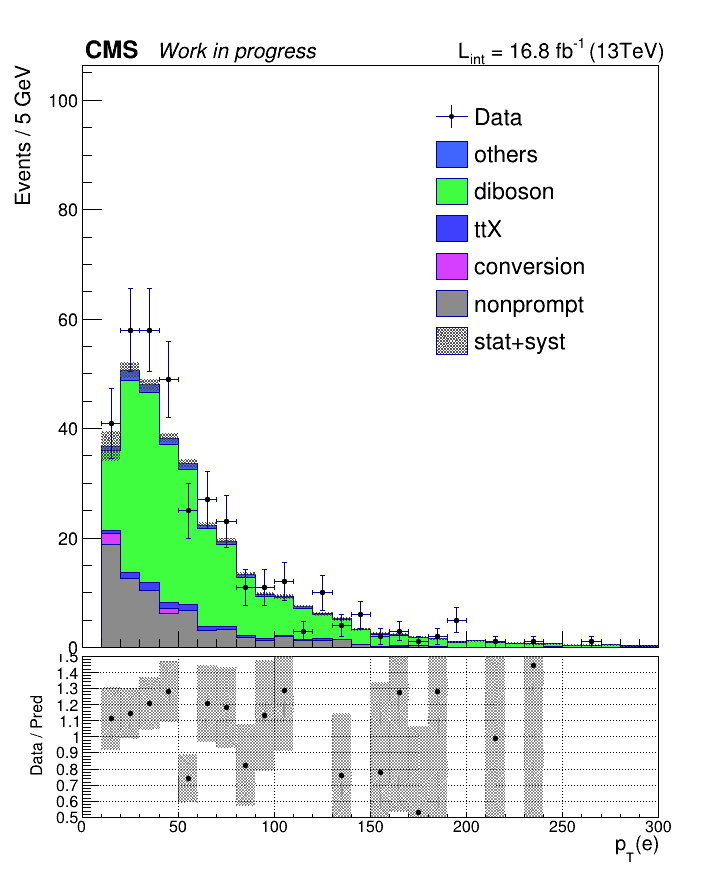 CMS Work in progress L_int = 16.8 fb^-1 (13TeV)
Events / 5 GeV
100
80
60
40
20
0
Data
others
diboson
ttX
conversion
nonprompt
stat+syst
Data / Pred
1.5
1.4
1.3
1.2
1.1
1
0.9
0.8
0.7
0.6
0.5
0 50 100 150 200 250 300
p_T(e)